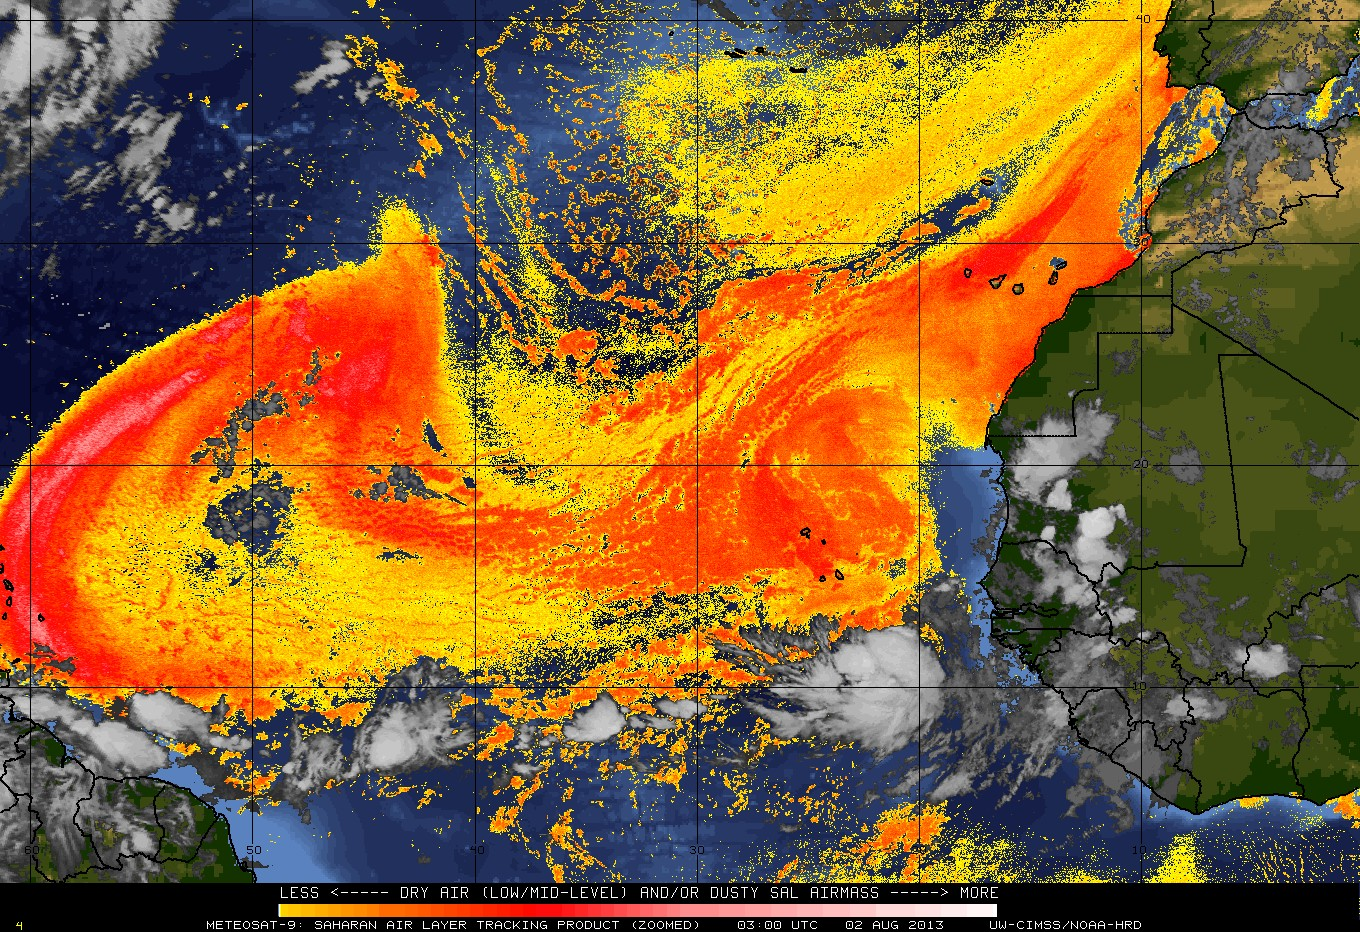 40
20
10
60 50 40 30 10
LESS <----- DRY AIR (LOW/MID-LEVEL) AND/OR DUSTY SAL AIRMASS -----> MORE
4 METEOSAT-9: SAHARAN AIR LAYER TRACKING PRODUCT (ZOOMED) 03:00 UTC 02 AUG 2013 UW-CIMSS/NOAA-HRD